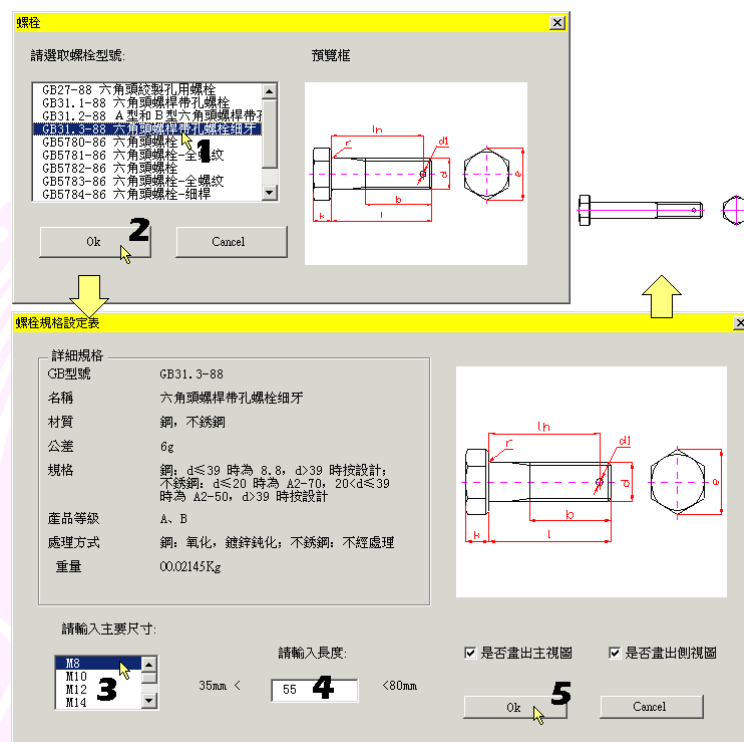 螺栓
請選取螺栓型號:
預覽框
GB27-88 六角頭絞製孔用螺栓
GB31.1-88 六角頭螺桿帶孔螺栓
GB31.2-88 A型和B型六角頭螺桿帶孔
GB31.3-88 六角頭螺桿帶孔螺栓细牙
GB5780-86 六角頭螺栓
GB5781-86 六角頭螺栓-全螺纹
GB5782-86 六角頭螺栓
GB5783-86 六角頭螺栓-全螺纹
GB5784-86 六角頭螺栓-细桿
1
2
Ok
Cancel
ln
r
d1
d
e
b
k
l
螺栓規格設定表
詳細規格
GB型號 GB31.3-88
名稱 六角頭螺桿帶孔螺栓细牙
材質 鋼，不銹鋼
公差 6g
規格 鋼: d≤39 時為 8.8，d>39 時按設計;
不銹鋼: d≤20 時為 A2-70，20<d≤39
時為 A2-50，d>39 時按設計
產品等級 A、B
處理方式 鋼: 氧化，鍍鋅鈍化; 不銹鋼: 不經處理
重量 00.02145Kg
ln
r
d1
d
e
b
k
l
請輸入主要尺寸:
M8
M10
M12
M14
3
請輸入長度:
35mm < 55 <80mm
4
是否畫出主視圖
是否畫出側視圖
5
Ok
Cancel